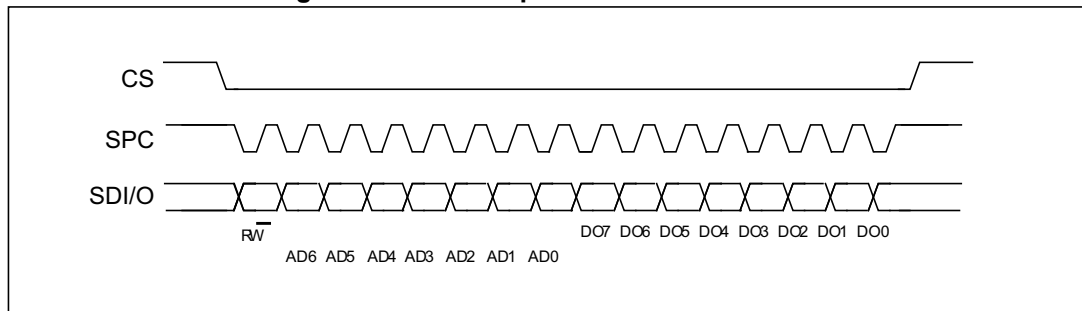 CS
SPC
SDI/O
RW
DO7 DO6 DO5 DO4 DO3 DO2 DO1 DO0
AD6 AD5 AD4 AD3 AD2 AD1 AD0